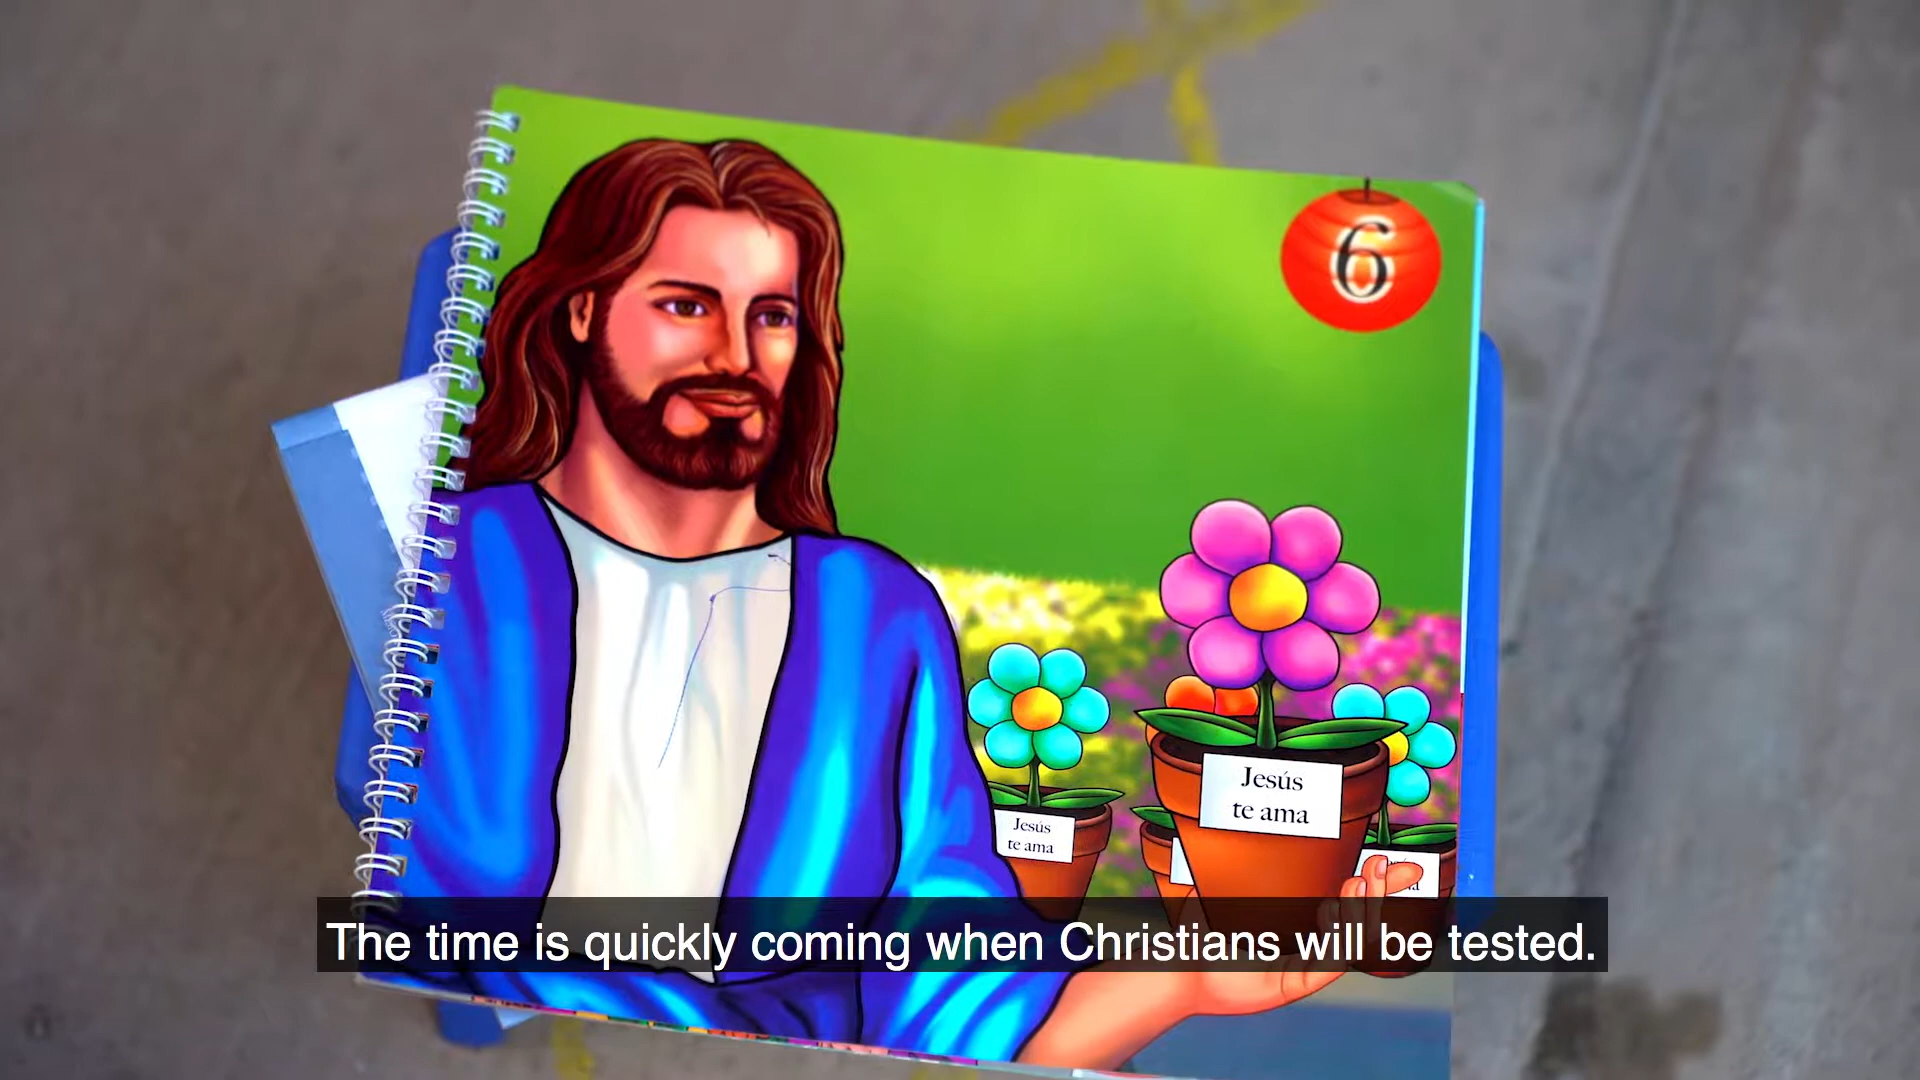 6
Jesús
te ama
Jesús
te ama
The time is quickly coming when Christians will be tested.